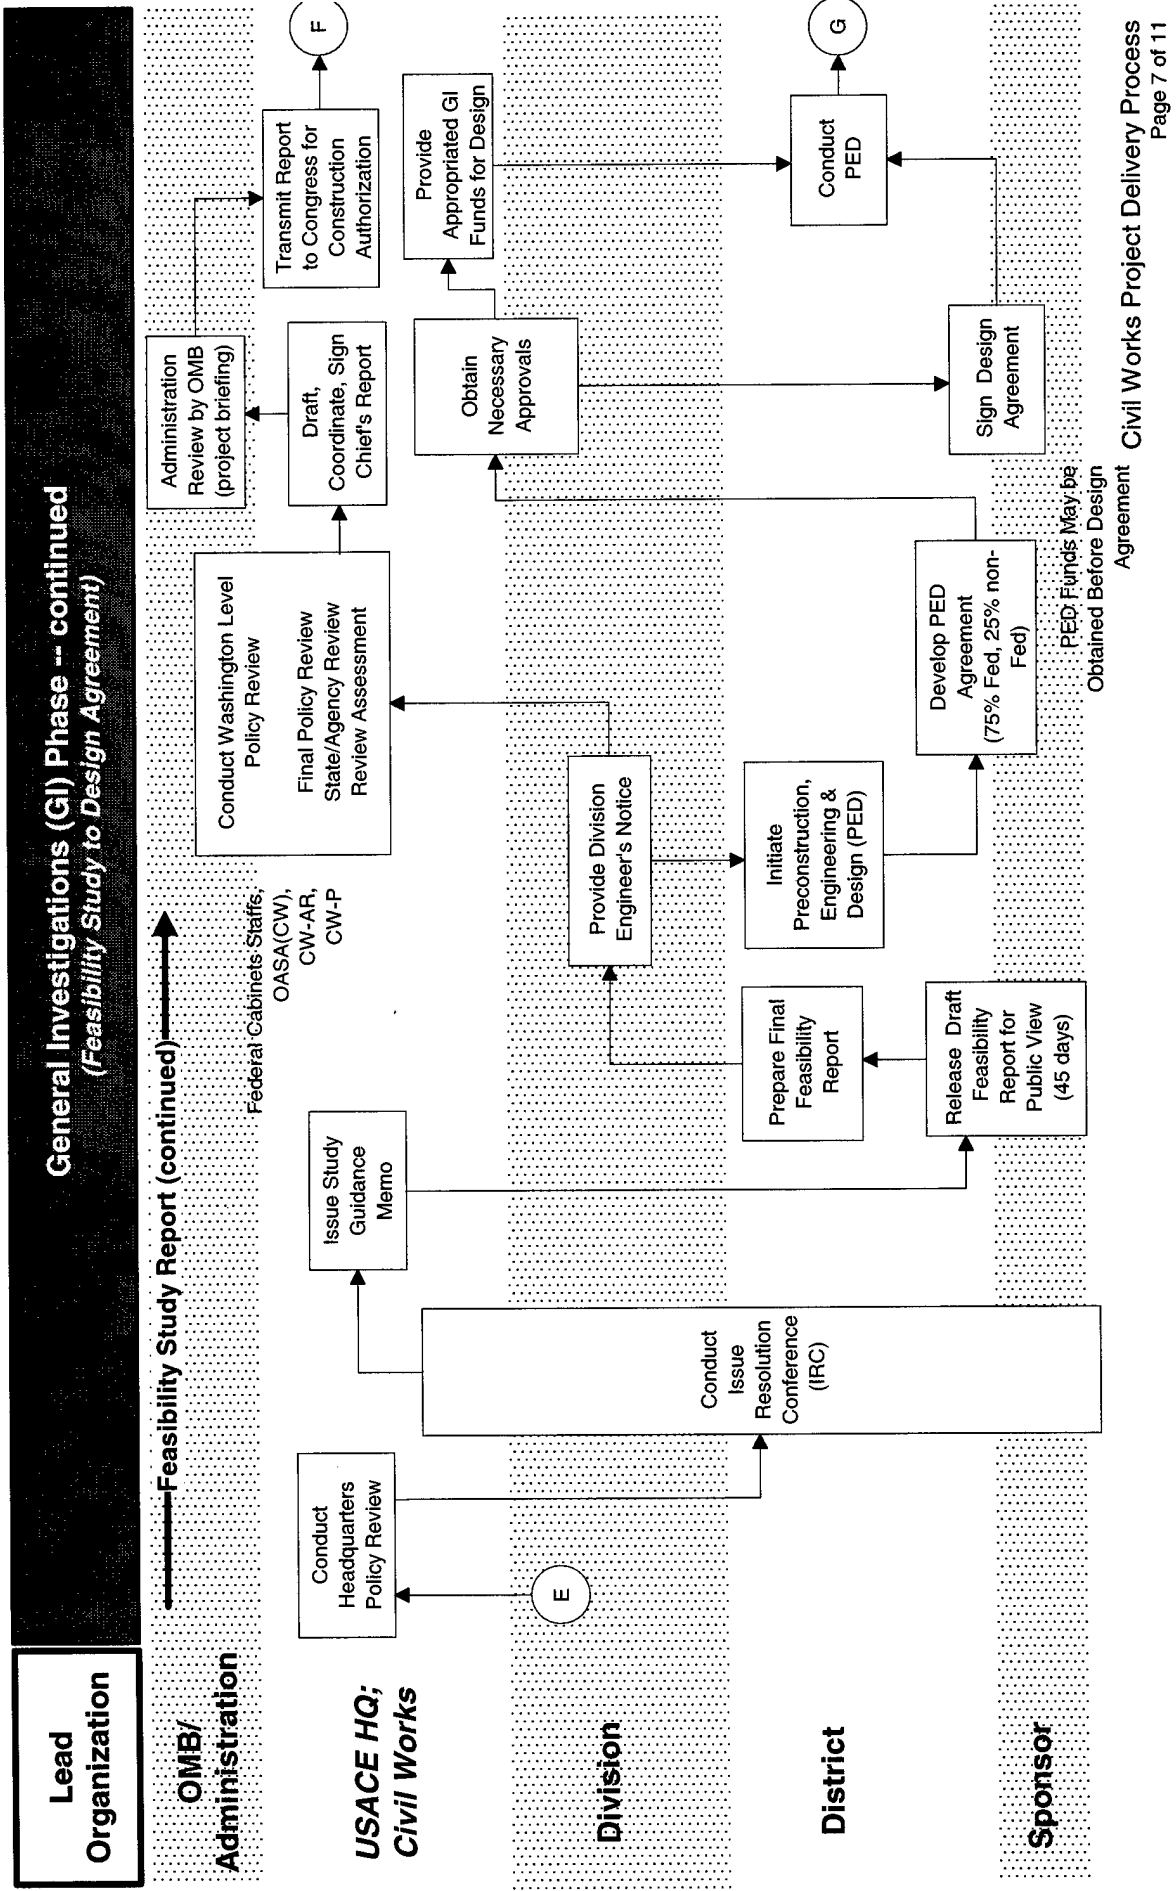 Lead
Organization
General Investigations (GI) Phase -- continued
(Feasibility Study to Design Agreement)
OMB/
Administration
Feasibility Study Report (continued)
Federal Cabinets Staffs,
OASA(CW),
CW-AR,
CW-P
Administration
Review by OMB
(project briefing)
USACE HQ;
Civil Works
Conduct
Headquarters
Policy Review
Issue Study
Guidance
Memo
Conduct Washington Level
Policy Review
Final Policy Review
State/Agency Review
Review Assessment
Draft,
Coordinate, Sign
Chief's Report
Transmit Report
to Congress for
Construction
Authorization
F
Obtain
Necessary
Approvals
Provide
Appropriated GI
Funds for Design
Division
E
Conduct
Issue
Resolution
Conference
(IRC)
Provide Division
Engineer's Notice
District
Prepare Final
Feasibility
Report
Initiate
Preconstruction,
Engineering &
Design (PED)
Develop PED
Agreement
(75% Fed, 25% non-
Fed)
Conduct
PED
G
Sponsor
Release Draft
Feasibility
Report for
Public View
(45 days)
Sign Design
Agreement
PED Funds May be
Obtained Before Design
Agreement
Civil Works Project Delivery Process
Page 7 of 11